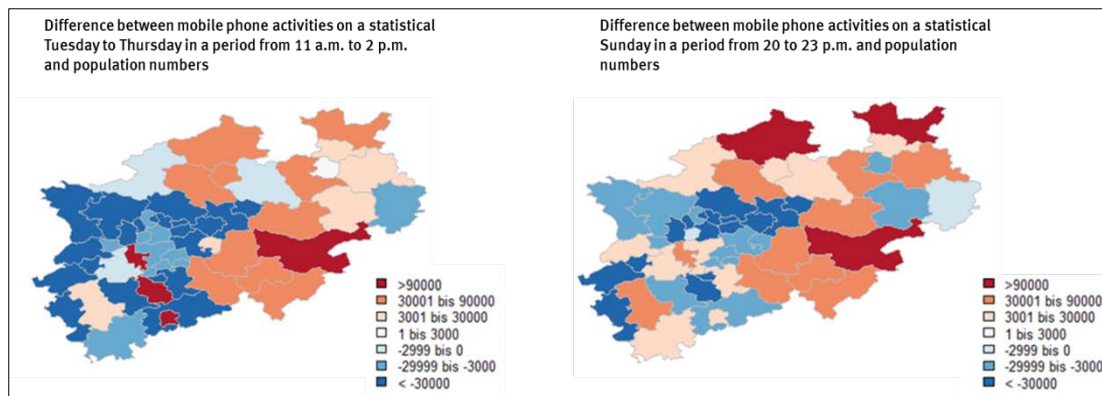 Difference between mobile phone activities on a statistical
Tuesday to Thursday in a period from 11 a.m. to 2 p.m.
and population numbers
>90000
30001 bis 90000
3001 bis 30000
1 bis 3000
-2999 bis 0
-29999 bis -3000
< -30000
Difference between mobile phone activities on a statistical
Sunday in a period from 20 to 23 p.m. and population
numbers
>90000
30001 bis 90000
3001 bis 30000
1 bis 3000
-2999 bis 0
-29999 bis -3000
< -30000